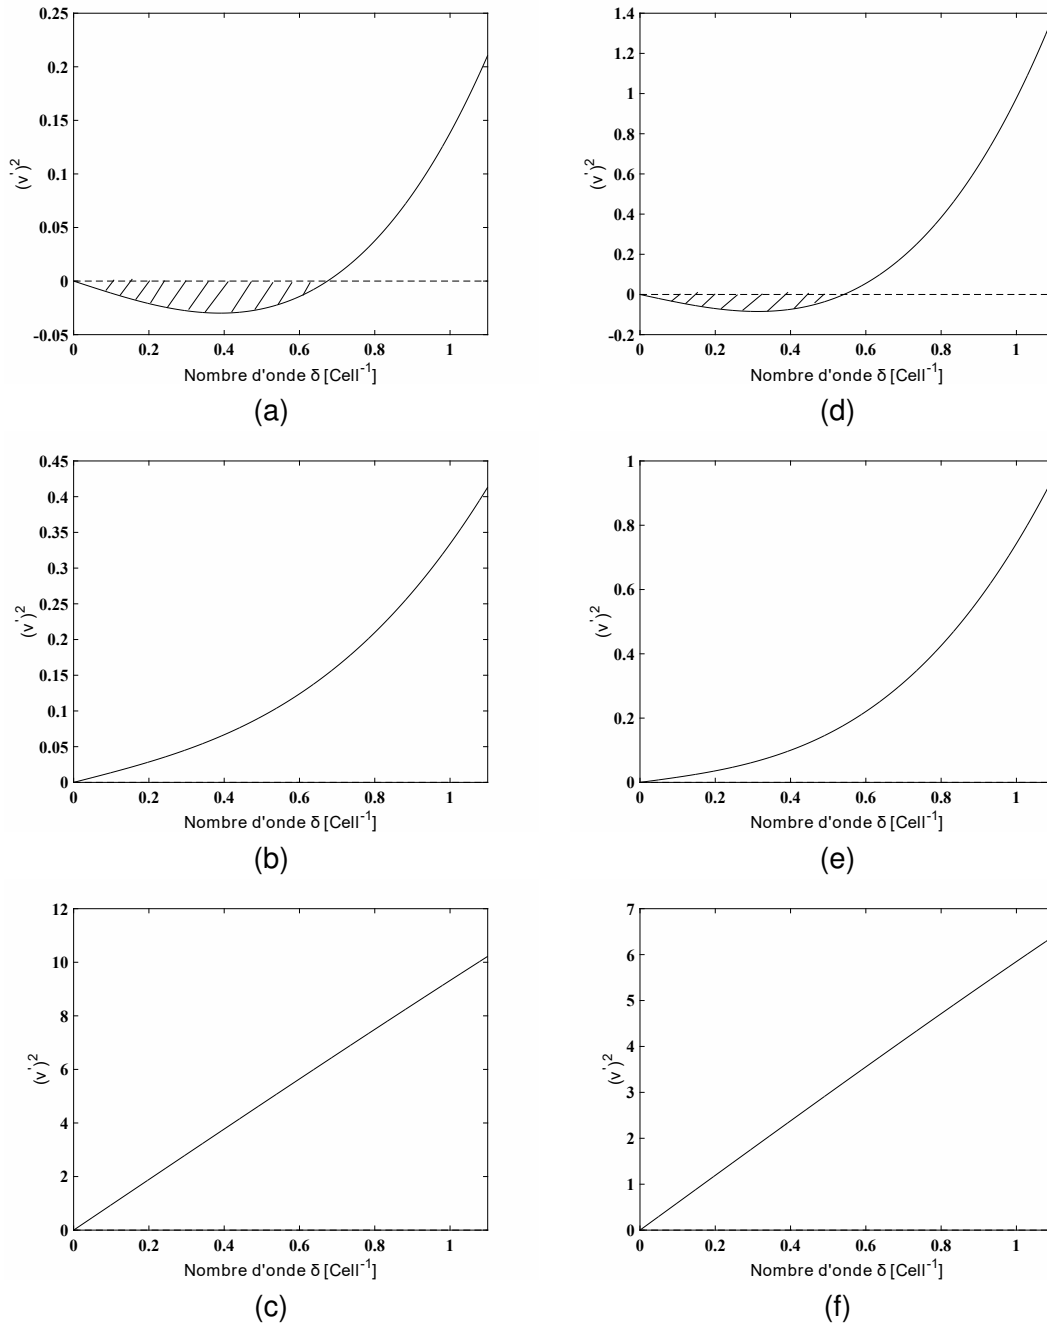 0.25
0.2
0.15
0.1
0.05
0
-0.05
(v')²
0 0.2 0.4 0.6 0.8 1
Nombre d'onde δ [Cell⁻¹]
(a)
1.4
1.2
1
0.8
0.6
0.4
0.2
0
-0.2
(v')²
0 0.2 0.4 0.6 0.8 1
Nombre d'onde δ [Cell⁻¹]
(d)
0.45
0.4
0.35
0.3
0.25
0.2
0.15
0.1
0.05
0
(v')²
0 0.2 0.4 0.6 0.8 1
Nombre d'onde δ [Cell⁻¹]
(b)
1
0.8
0.6
0.4
0.2
0
(v')²
0 0.2 0.4 0.6 0.8 1
Nombre d'onde δ [Cell⁻¹]
(e)
12
10
8
6
4
2
0
(v')²
0 0.2 0.4 0.6 0.8 1
Nombre d'onde δ [Cell⁻¹]
(c)
7
6
5
4
3
2
1
0
(v')²
0 0.2 0.4 0.6 0.8 1
Nombre d'onde δ [Cell⁻¹]
(f)